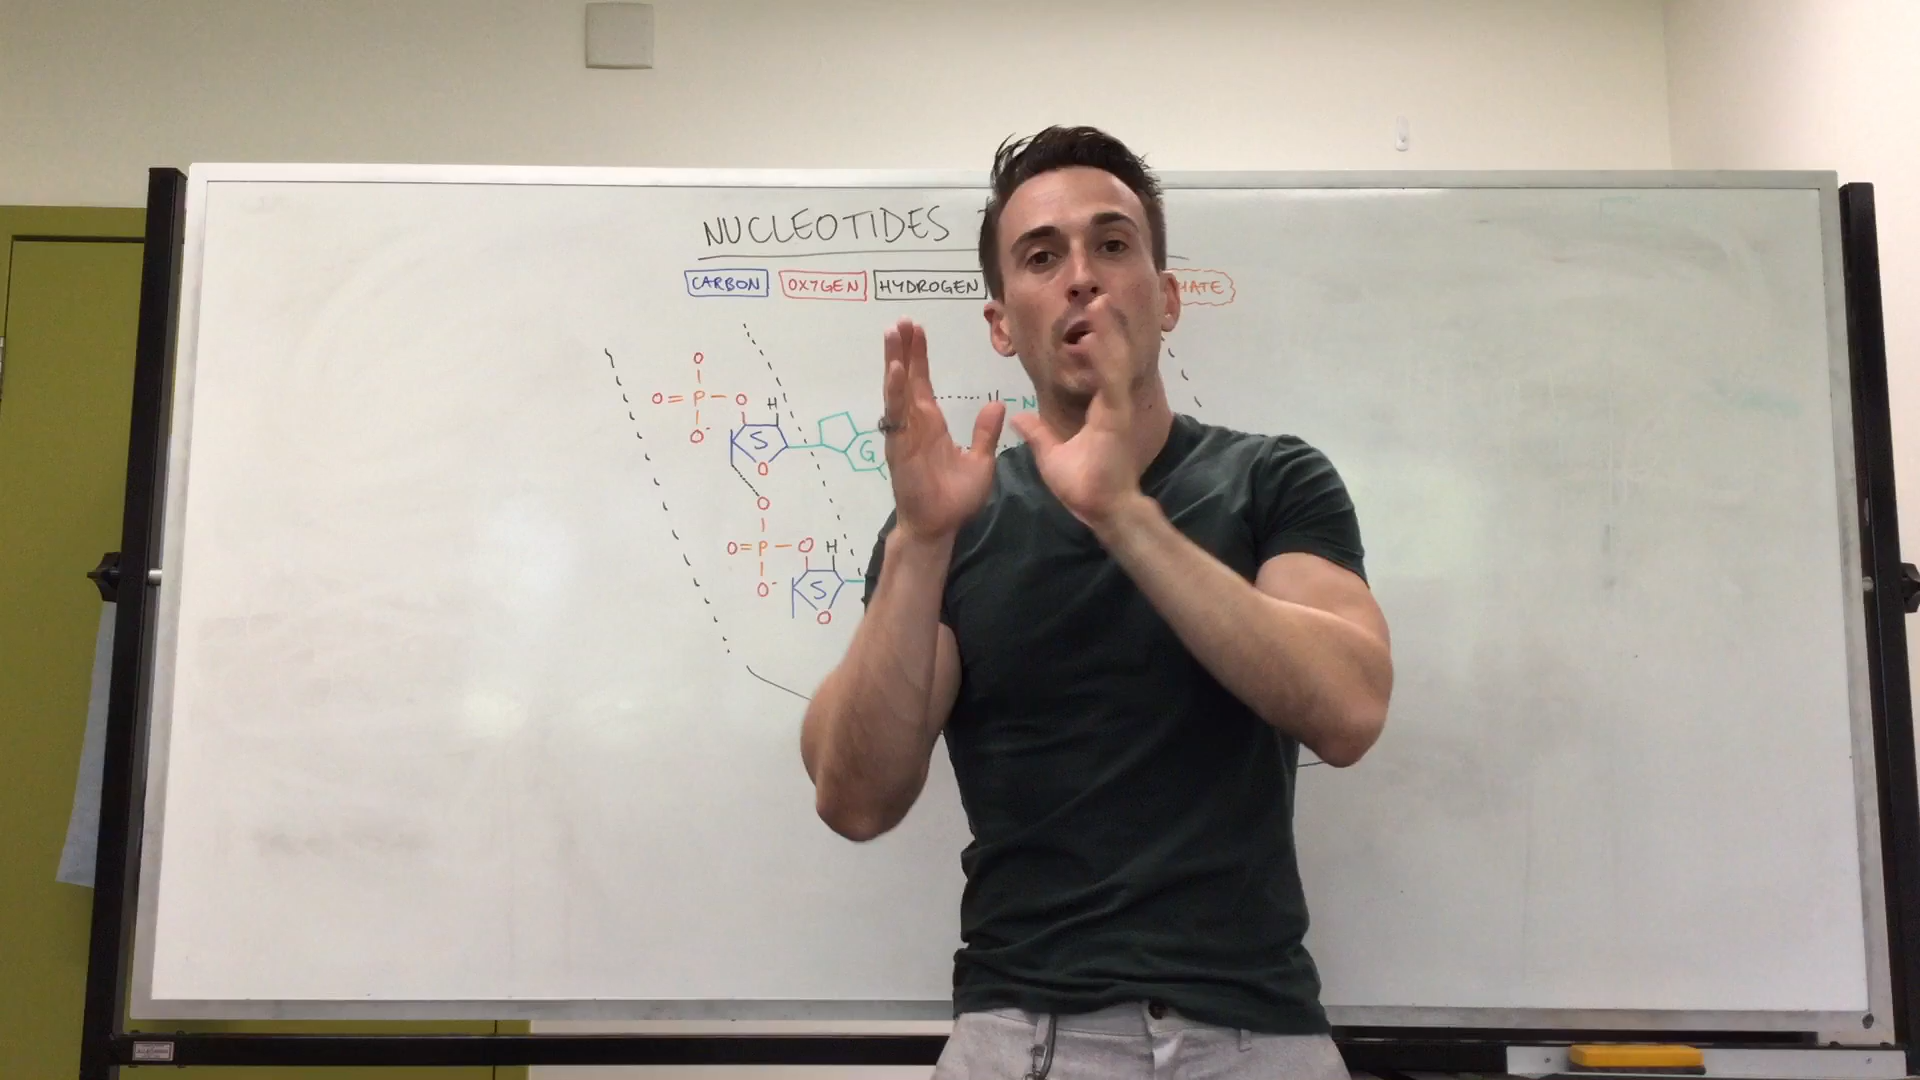 NUCLEOTIDES
CARBON OXYGEN HYDROGEN HATE
O
O=P-O H H-N
O- S G
O
O
O=P-O H
O- S
O